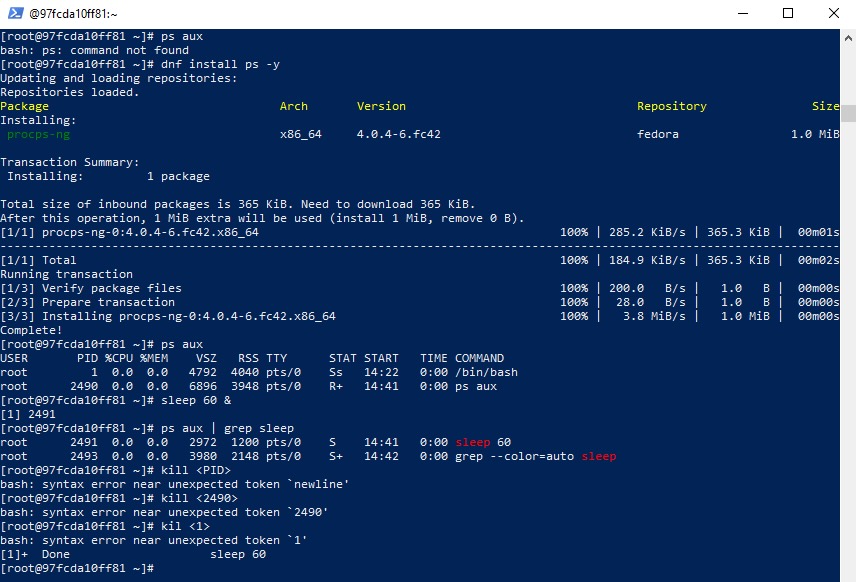 @97fcda10ff81:~
[root@97fcda10ff81 ~]# ps aux
bash: ps: command not found
[root@97fcda10ff81 ~]# dnf install ps -y
Updating and loading repositories:
Repositories loaded.
Package Arch Version Repository Size
Installing:
procps-ng x86_64 4.0.4-6.fc42 fedora 1.0 MiB
Transaction Summary:
Installing: 1 package
Total size of inbound packages is 365 KiB. Need to download 365 KiB.
After this operation, 1 MiB extra will be used (install 1 MiB, remove 0 B).
[1/1] procps-ng-0:4.0.4-6.fc42.x86_64 100% | 285.2 KiB/s | 365.3 KiB | 00m01s
--------------------------------------------------------------------------------
[1/1] Total 100% | 184.9 KiB/s | 365.3 KiB | 00m02s
Running transaction
[1/3] Verify package files 100% | 200.0 B/s | 1.0 B | 00m00s
[2/3] Prepare transaction 100% | 28.0 B/s | 1.0 B | 00m00s
[3/3] Installing procps-ng-0:4.0.4-6.fc42.x86_64 100% | 3.8 MiB/s | 1.0 MiB | 00m00s
Complete!
[root@97fcda10ff81 ~]# ps aux
USER PID %CPU %MEM VSZ RSS TTY STAT START TIME COMMAND
root 1 0.0 0.0 4792 4040 pts/0 Ss 14:22 0:00 /bin/bash
root 2490 0.0 0.0 6896 3948 pts/0 R+ 14:41 0:00 ps aux
[root@97fcda10ff81 ~]# sleep 60 &
[1] 2491
[root@97fcda10ff81 ~]# ps aux | grep sleep
root 2491 0.0 0.0 2972 1200 pts/0 S 14:41 0:00 sleep 60
root 2493 0.0 0.0 3980 2148 pts/0 S+ 14:42 0:00 grep --color=auto sleep
[root@97fcda10ff81 ~]# kill <PID>
bash: syntax error near unexpected token `newline'
[root@97fcda10ff81 ~]# kill <2490>
bash: syntax error near unexpected token `2490'
[root@97fcda10ff81 ~]# kil <1>
bash: syntax error near unexpected token `1'
[1]+ Done sleep 60
[root@97fcda10ff81 ~]#